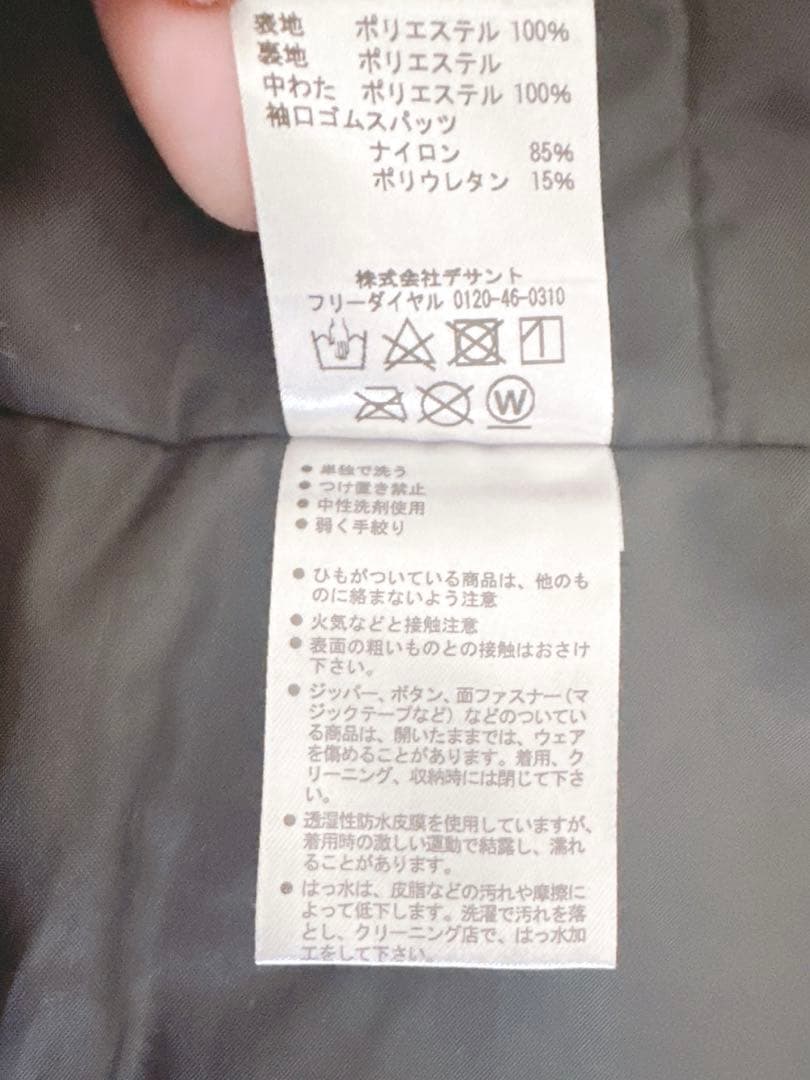 表地 ポリエステル 100%
裏地 ポリエステル
中わた ポリエステル 100%
袖口ゴムスパッツ
ナイロン 85%
ポリウレタン 15%
株式会社デサント
フリーダイヤル 0120-46-0310
W
● 単独で洗う
● つけ置き禁止
● 中性洗剤使用
● 弱く手絞り
● ひもがついている商品は、他のも
のに絡まないよう注意
● 火気などと接触注意
● 表面の粗いものとの接触はおさけ
下さい。
● ジッパー、ボタン、面ファスナー(マ
ジックテープなど)などのついてい
る商品は、開いたままでは、ウェア
を傷めることがあります。着用、ク
リーニング、収納時には閉じて下さ
い。
● 透湿性防水皮膜を使用していますが、
着用時の激しい運動で結露し、濡れ
ることがあります。
● はっ水は、皮脂などの汚れや摩擦に
よって低下します。洗濯で汚れを落
とし、クリーニング店で、はっ水加
工をして下さい。